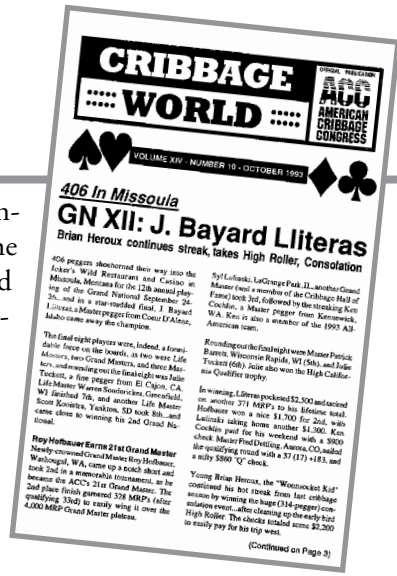 CRIBBAGE
WORLD
OFFICIAL PUBLICATION
ACC
AMERICAN
CRIBBAGE
CONGRESS
VOLUME XIV - NUMBER 10 - OCTOBER 1993
n-
ne
d
-
406 In Missoula
GN XII: J. Bayard Lliteras
Brian Heroux continues streak, takes High Roller, Consolation
406 peggers shoehorned their way into the
Joker's Wild Restaurant and Casino in
Missoula, Montana for the 12th annual play-
ing of the Grand National September 24-
26...and in a star-studded final, J. Bayard
Lliteras, a Master pegger from Coeur D'Alene,
Idaho came away the champion.
The final eight players were, indeed, a formi-
dable force on the boards, as two were Life
Masters, two Grand Masters, and three Mas-
ters, and rounding out the final eight was Julie
Tuckett, a fine pegger from El Cajon, CA.
Life Master Warren Sondericker, Greenfield,
WI finished 7th, and another Life Master
Scott Kooistra, Yankton, SD took 8th...and
came close to winning his 2nd Grand Na-
tional.
Roy Hofbauer Earns 21st Grand Master
Newly-crowned Grand Master Roy Hofbauer,
Washougal, WA, came up a notch short and
took 2nd in a memorable tournament, as he
became the ACC's 21st Grand Master. The
2nd place finish garnered 328 MRP's (after
qualifying 33rd) to easily wing it over the
4,000 MRP Grand Master plateau.
Syl Lulinski, LaGrange Park, IL...another Grand
Master (and a member of the Cribbage Hall of
Fame) took 3rd, followed by the streaking Ken
Cochlin, a Master pegger from Kennewick,
WA. Ken is also a member of the 1993 All-
American team.
Rounding out the final eight were Master Patrick
Barrett, Wisconsin Rapids, WI (5th), and Julie
Tuckett (6th). Julie also won the High Califor-
nia Qualifier trophy.
In winning, Lliteras pocketed $2,500 and tacked
on another 371 MRP's to his lifetime total.
Hofbauer won a nice $1,700 for 2nd, with
Lulinski taking home another $1,300. Ken
Cochlin paid for his weekend with a $900
check. Master Fred Dettling, Aurora, CO, nailed
the qualifying round with a 37 (17) +183, and
a nifty $860 "Q" check.
Young Brian Heroux, the "Woonsocket Kid"
continued his hot streak from last cribbage
season by winning the huge (314-pegger) con-
solation event...after cleaning up the early bird
High Roller. The checks totaled some $2,200
to easily pay for his trip west.
(Continued on Page 3)